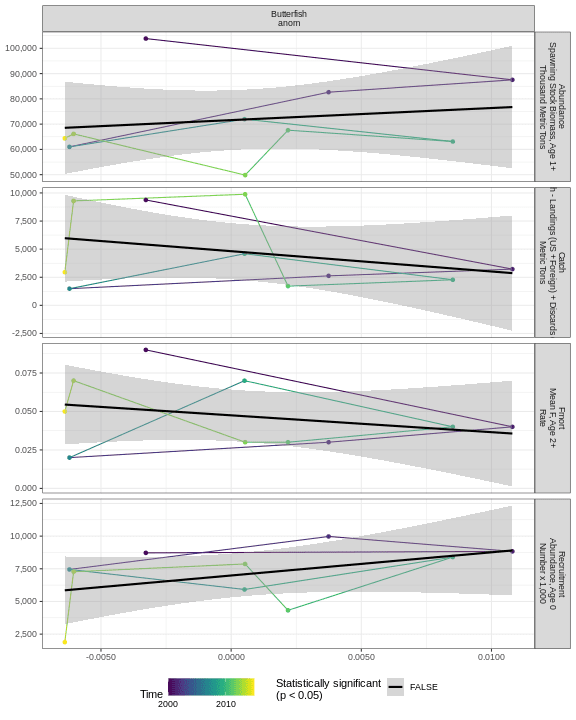 Butterfish
anom
100,000
90,000
80,000
70,000
60,000
50,000
Abundance
Spawning Stock Biomass, Age 1+
Thousand Metric Tons
10,000
7,500
5,000
2,500
0
-2,500
Catch
h - Landings (US +Foreign) + Discards
Metric Tons
0.075
0.050
0.025
0.000
Fmort
Mean F, Age 2+
Rate
12,500
10,000
7,500
5,000
2,500
Recruitment
Abundance, Age 0
Number x 1,000
-0.0050 0.0000 0.0050 0.0100
Time
2000 2010
Statistically significant
(p < 0.05)
FALSE